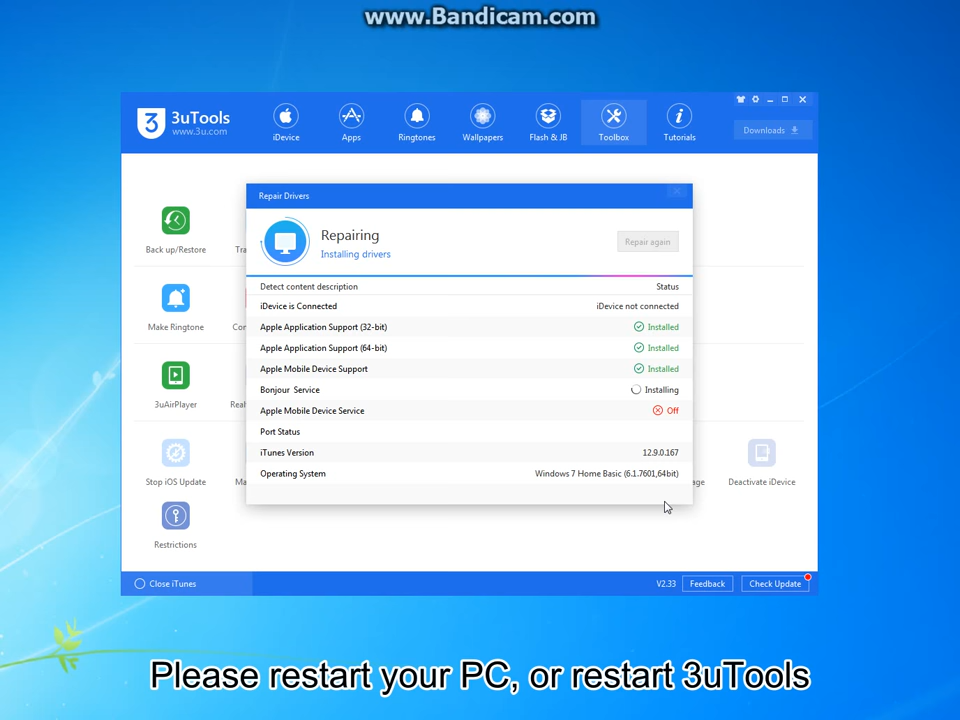 www.Bandicam.com
3uTools
www.3u.com
iDevice
Apps
Ringtones
Wallpapers
Flash & JB
Toolbox
Tutorials
Downloads
Repair Drivers
Repairing
Installing drivers
Repair again
Detect content description Status
iDevice is Connected iDevice not connected
Apple Application Support (32-bit) Installed
Apple Application Support (64-bit) Installed
Apple Mobile Device Support Installed
Bonjour Service Installing
Apple Mobile Device Service Off
Port Status
iTunes Version 12.9.0.167
Operating System Windows 7 Home Basic (6.1.7601,64bit)
Back up/Restore
Make Ringtone
3uAirPlayer
Stop iOS Update
Deactivate iDevice
Restrictions
Close iTunes
V2.33
Feedback
Check Update
Please restart your PC, or restart 3uTools